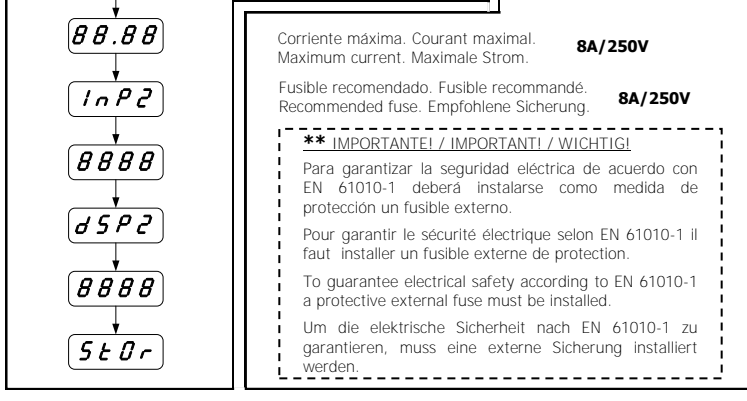 88.88
InP2
8888
dSP2
8888
StOr
Corriente máxima. Courant maximal.
Maximum current. Maximale Strom.
8A/250V
Fusible recomendado. Fusible recommandé.
Recommended fuse. Empfohlene Sicherung.
8A/250V
** IMPORTANTE! / IMPORTANT! / WICHTIG!
Para garantizar la seguridad eléctrica de acuerdo con
EN 61010-1 deberá instalarse como medida de
protección un fusible externo.
Pour garantir le sécurité électrique selon EN 61010-1 il
faut installer un fusible externe de protection.
To guarantee electrical safety according to EN 61010-1
a protective external fuse must be installed.
Um die elektrische Sicherheit nach EN 61010-1 zu
garantieren, muss eine externe Sicherung installiert
werden.